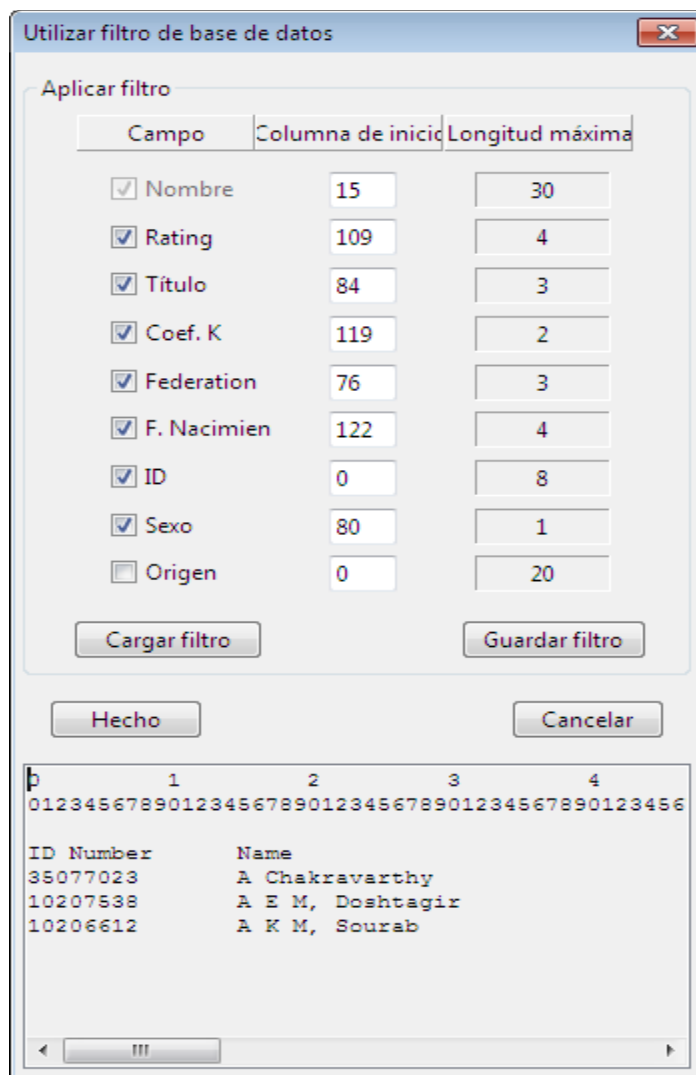 Utilizar filtro de base de datos
Aplicar filtro
Campo Columna de inicio Longitud máxima
Nombre 15 30
Rating 109 4
Título 84 3
Coef. K 119 2
Federation 76 3
F. Nacimien 122 4
ID 0 8
Sexo 80 1
Origen 0 20
Cargar filtro Guardar filtro
Hecho Cancelar
0 1 2 3 4
01234567890123456789012345678901234567890123456
ID Number Name
35077023 A Chakravarthy
10207538 A E M, Doshtagir
10206612 A K M, Sourab